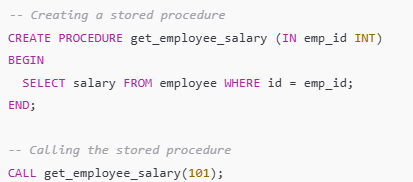 -- Creating a stored procedure
CREATE PROCEDURE get_employee_salary (IN emp_id INT)
BEGIN
  SELECT salary FROM employee WHERE id = emp_id;
END;

-- Calling the stored procedure
CALL get_employee_salary(101);